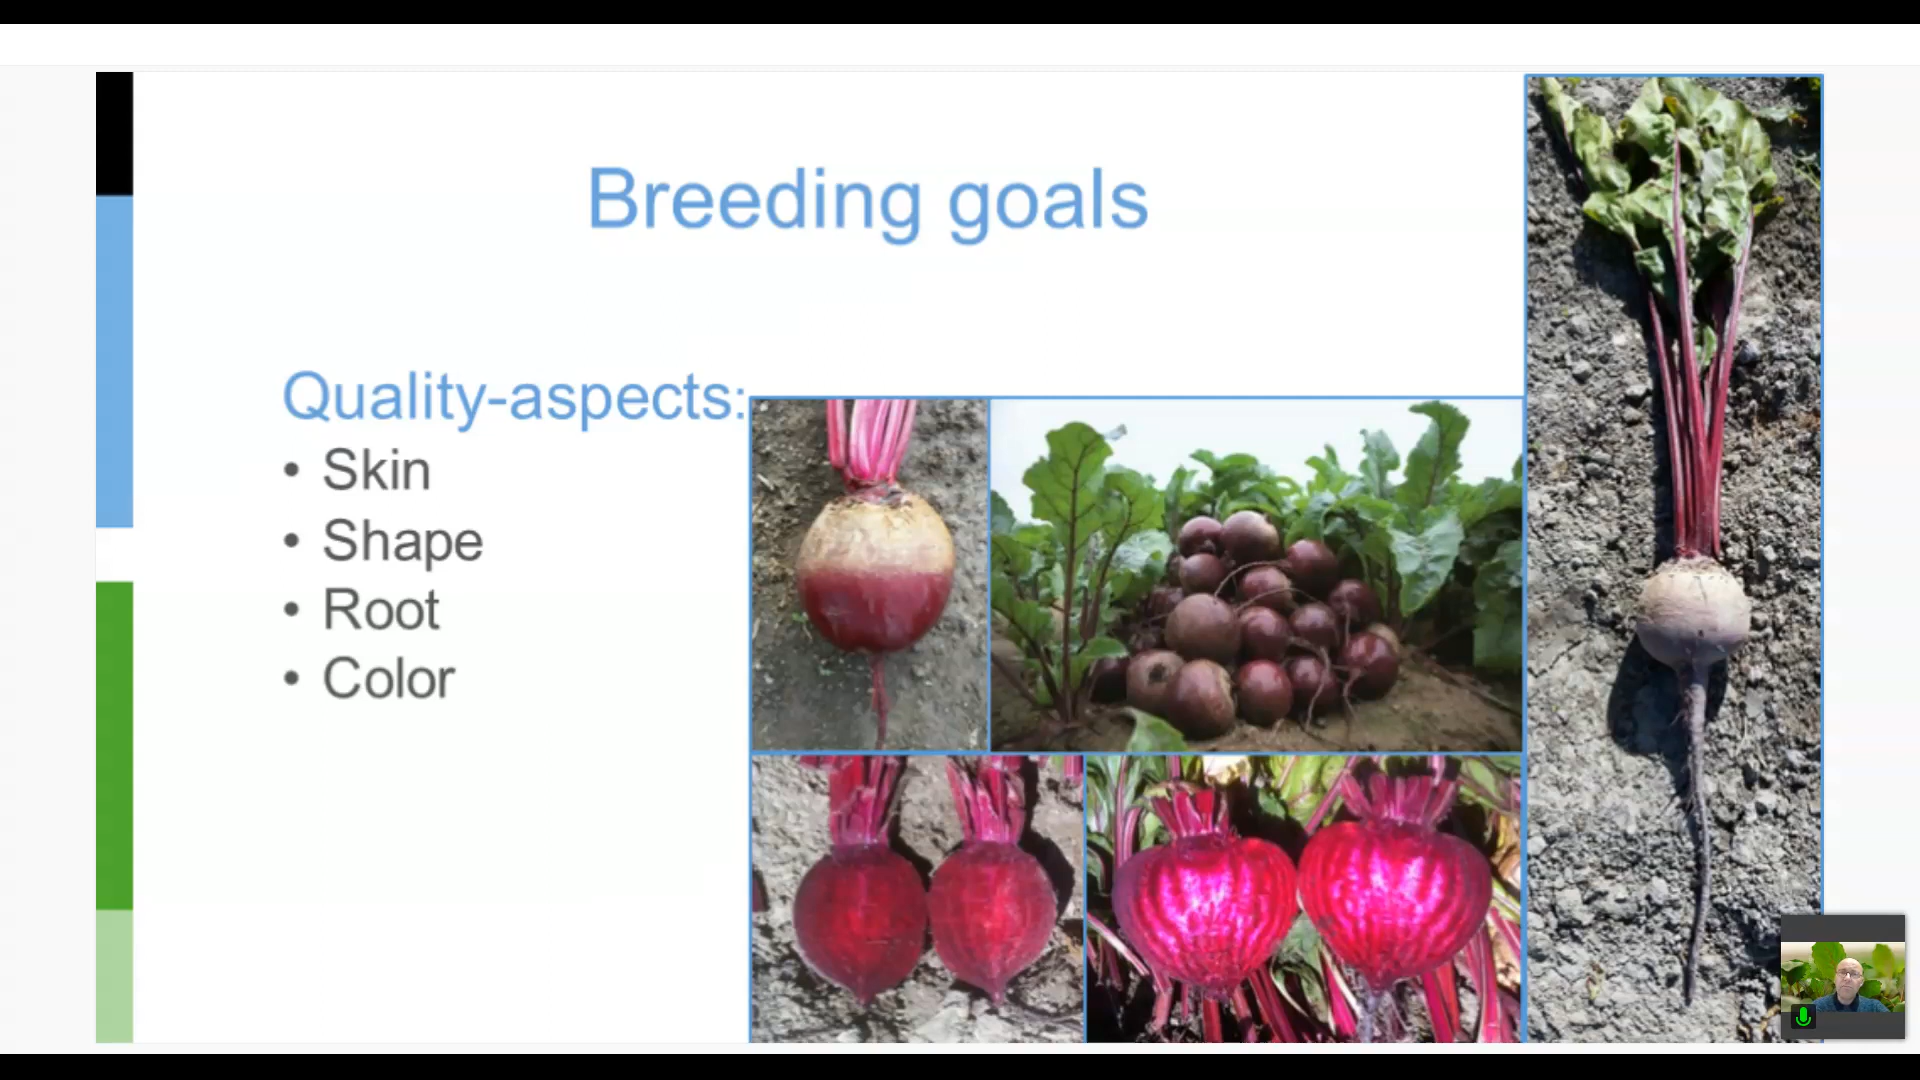 Breeding goals
Quality-aspects:
• Skin
• Shape
• Root
• Color